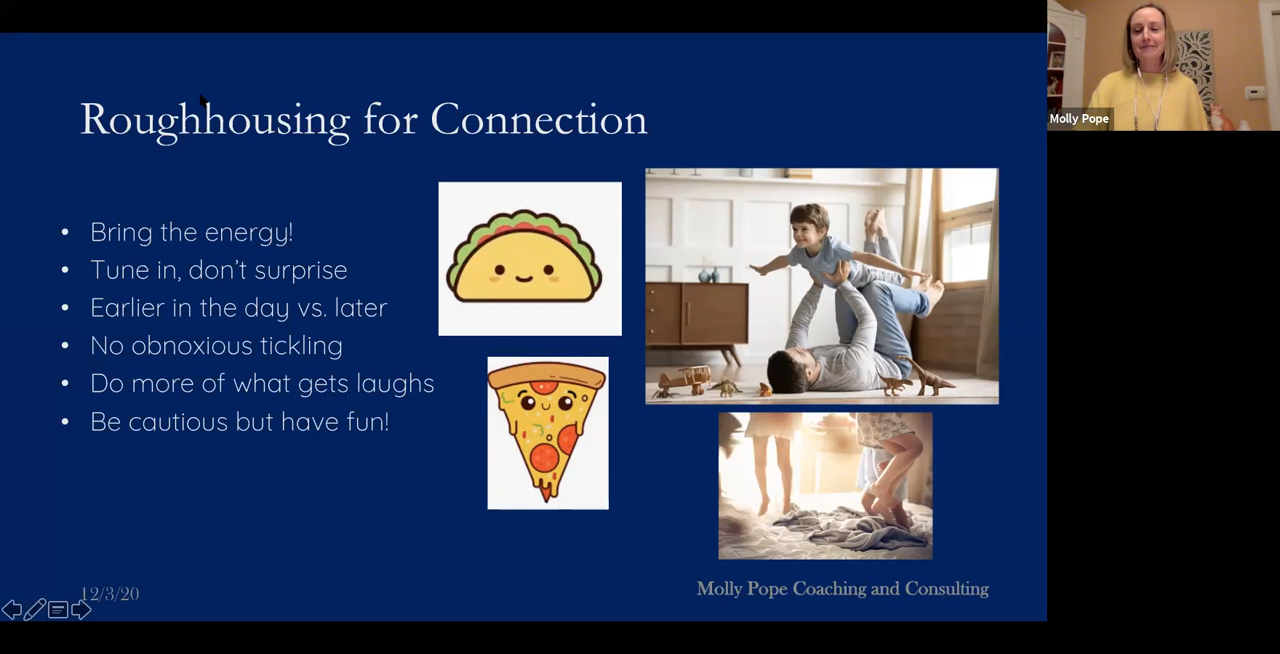 Roughhousing for Connection
• Bring the energy!
• Tune in, don't surprise
• Earlier in the day vs. later
• No obnoxious tickling
• Do more of what gets laughs
• Be cautious but have fun!
12/3/20
Molly Pope Coaching and Consulting
Molly Pope